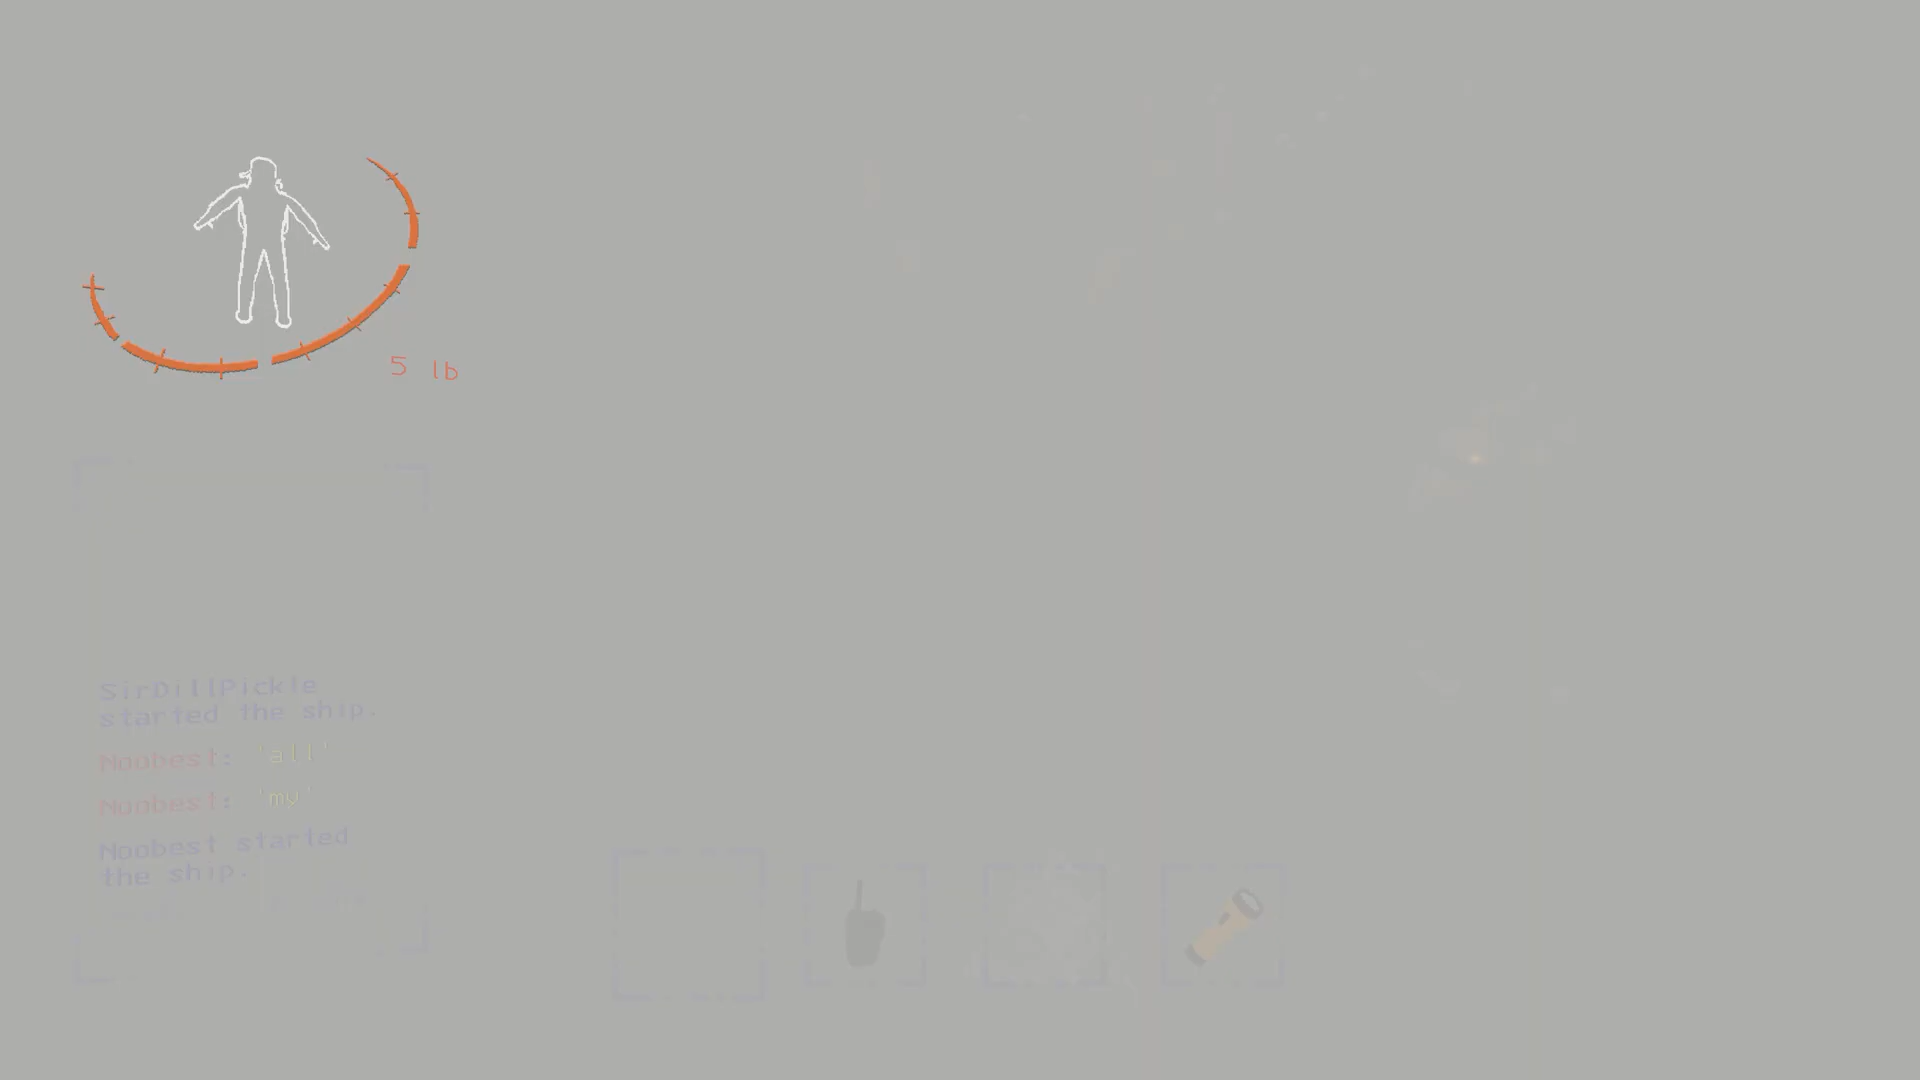 5 lb
SirDillPickle
started the ship.
Noobest: 'all'
Noobest: 'my'
Noobest started
the ship.